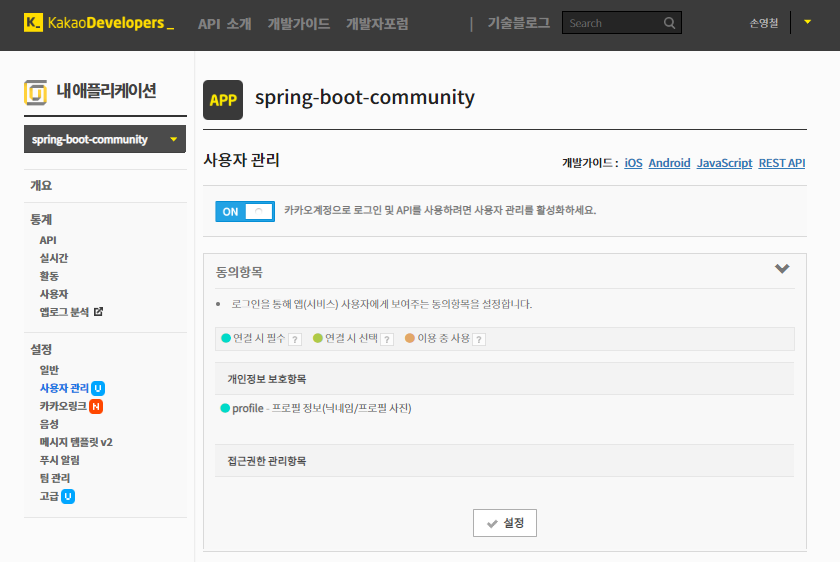 K_ KakaoDevelopers _ API 소개 개발가이드 개발자포럼 | 기술블로그 Search 손영철
내 애플리케이션
spring-boot-community
개요
통계
API
실시간
활동
사용자
앱로그 분석
설정
일반
사용자 관리 U
카카오링크 N
음성
메시지 템플릿 v2
푸시 알림
팀 관리
고급 U
APP spring-boot-community
사용자 관리
개발가이드 : iOS Android JavaScript REST API
ON 카카오계정으로 로그인 및 API를 사용하려면 사용자 관리를 활성화하세요.
동의항목
• 로그인을 통해 앱(서비스) 사용자에게 보여주는 동의항목을 설정합니다.
연결 시 필수 ? 연결 시 선택 ? 이용 중 사용 ?
개인정보 보호항목
profile - 프로필 정보(닉네임/프로필 사진)
접근권한 관리항목
설정